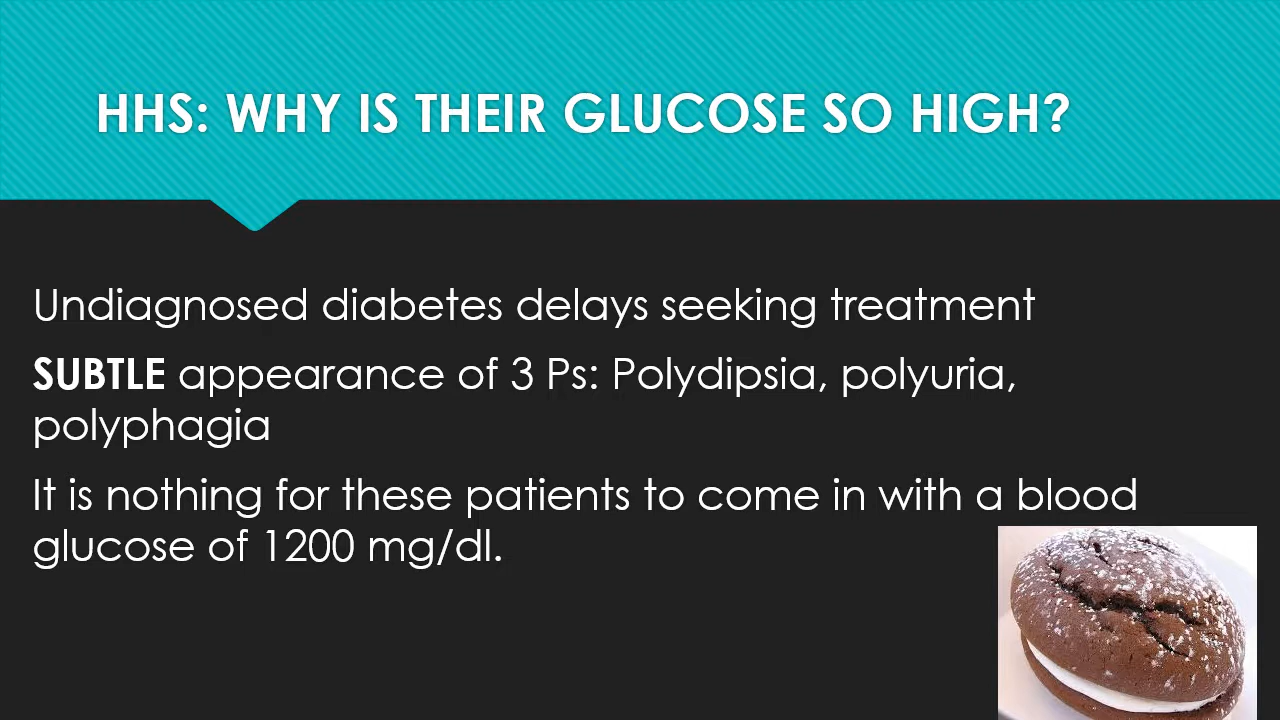 HHS: WHY IS THEIR GLUCOSE SO HIGH?
Undiagnosed diabetes delays seeking treatment
SUBTLE appearance of 3 Ps: Polydipsia, polyuria,
polyphagia
It is nothing for these patients to come in with a blood
glucose of 1200 mg/dl.